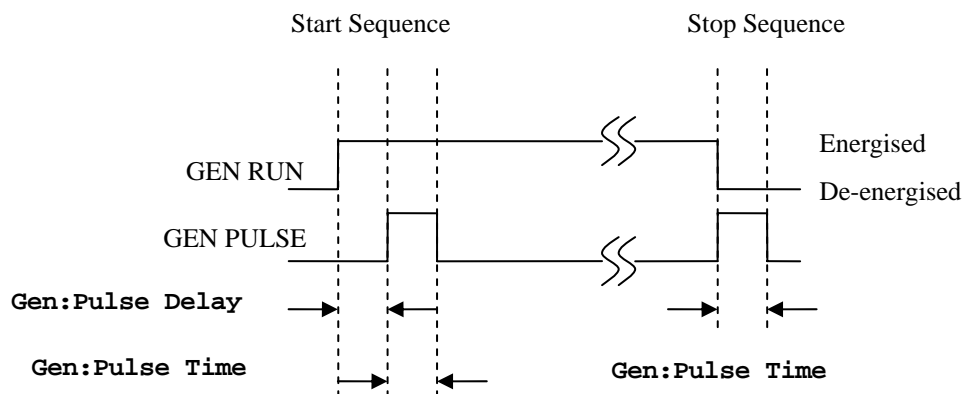 Start Sequence
Stop Sequence
Energised
GEN RUN
De-energised
GEN PULSE
Gen:Pulse Delay
Gen:Pulse Time
Gen:Pulse Time